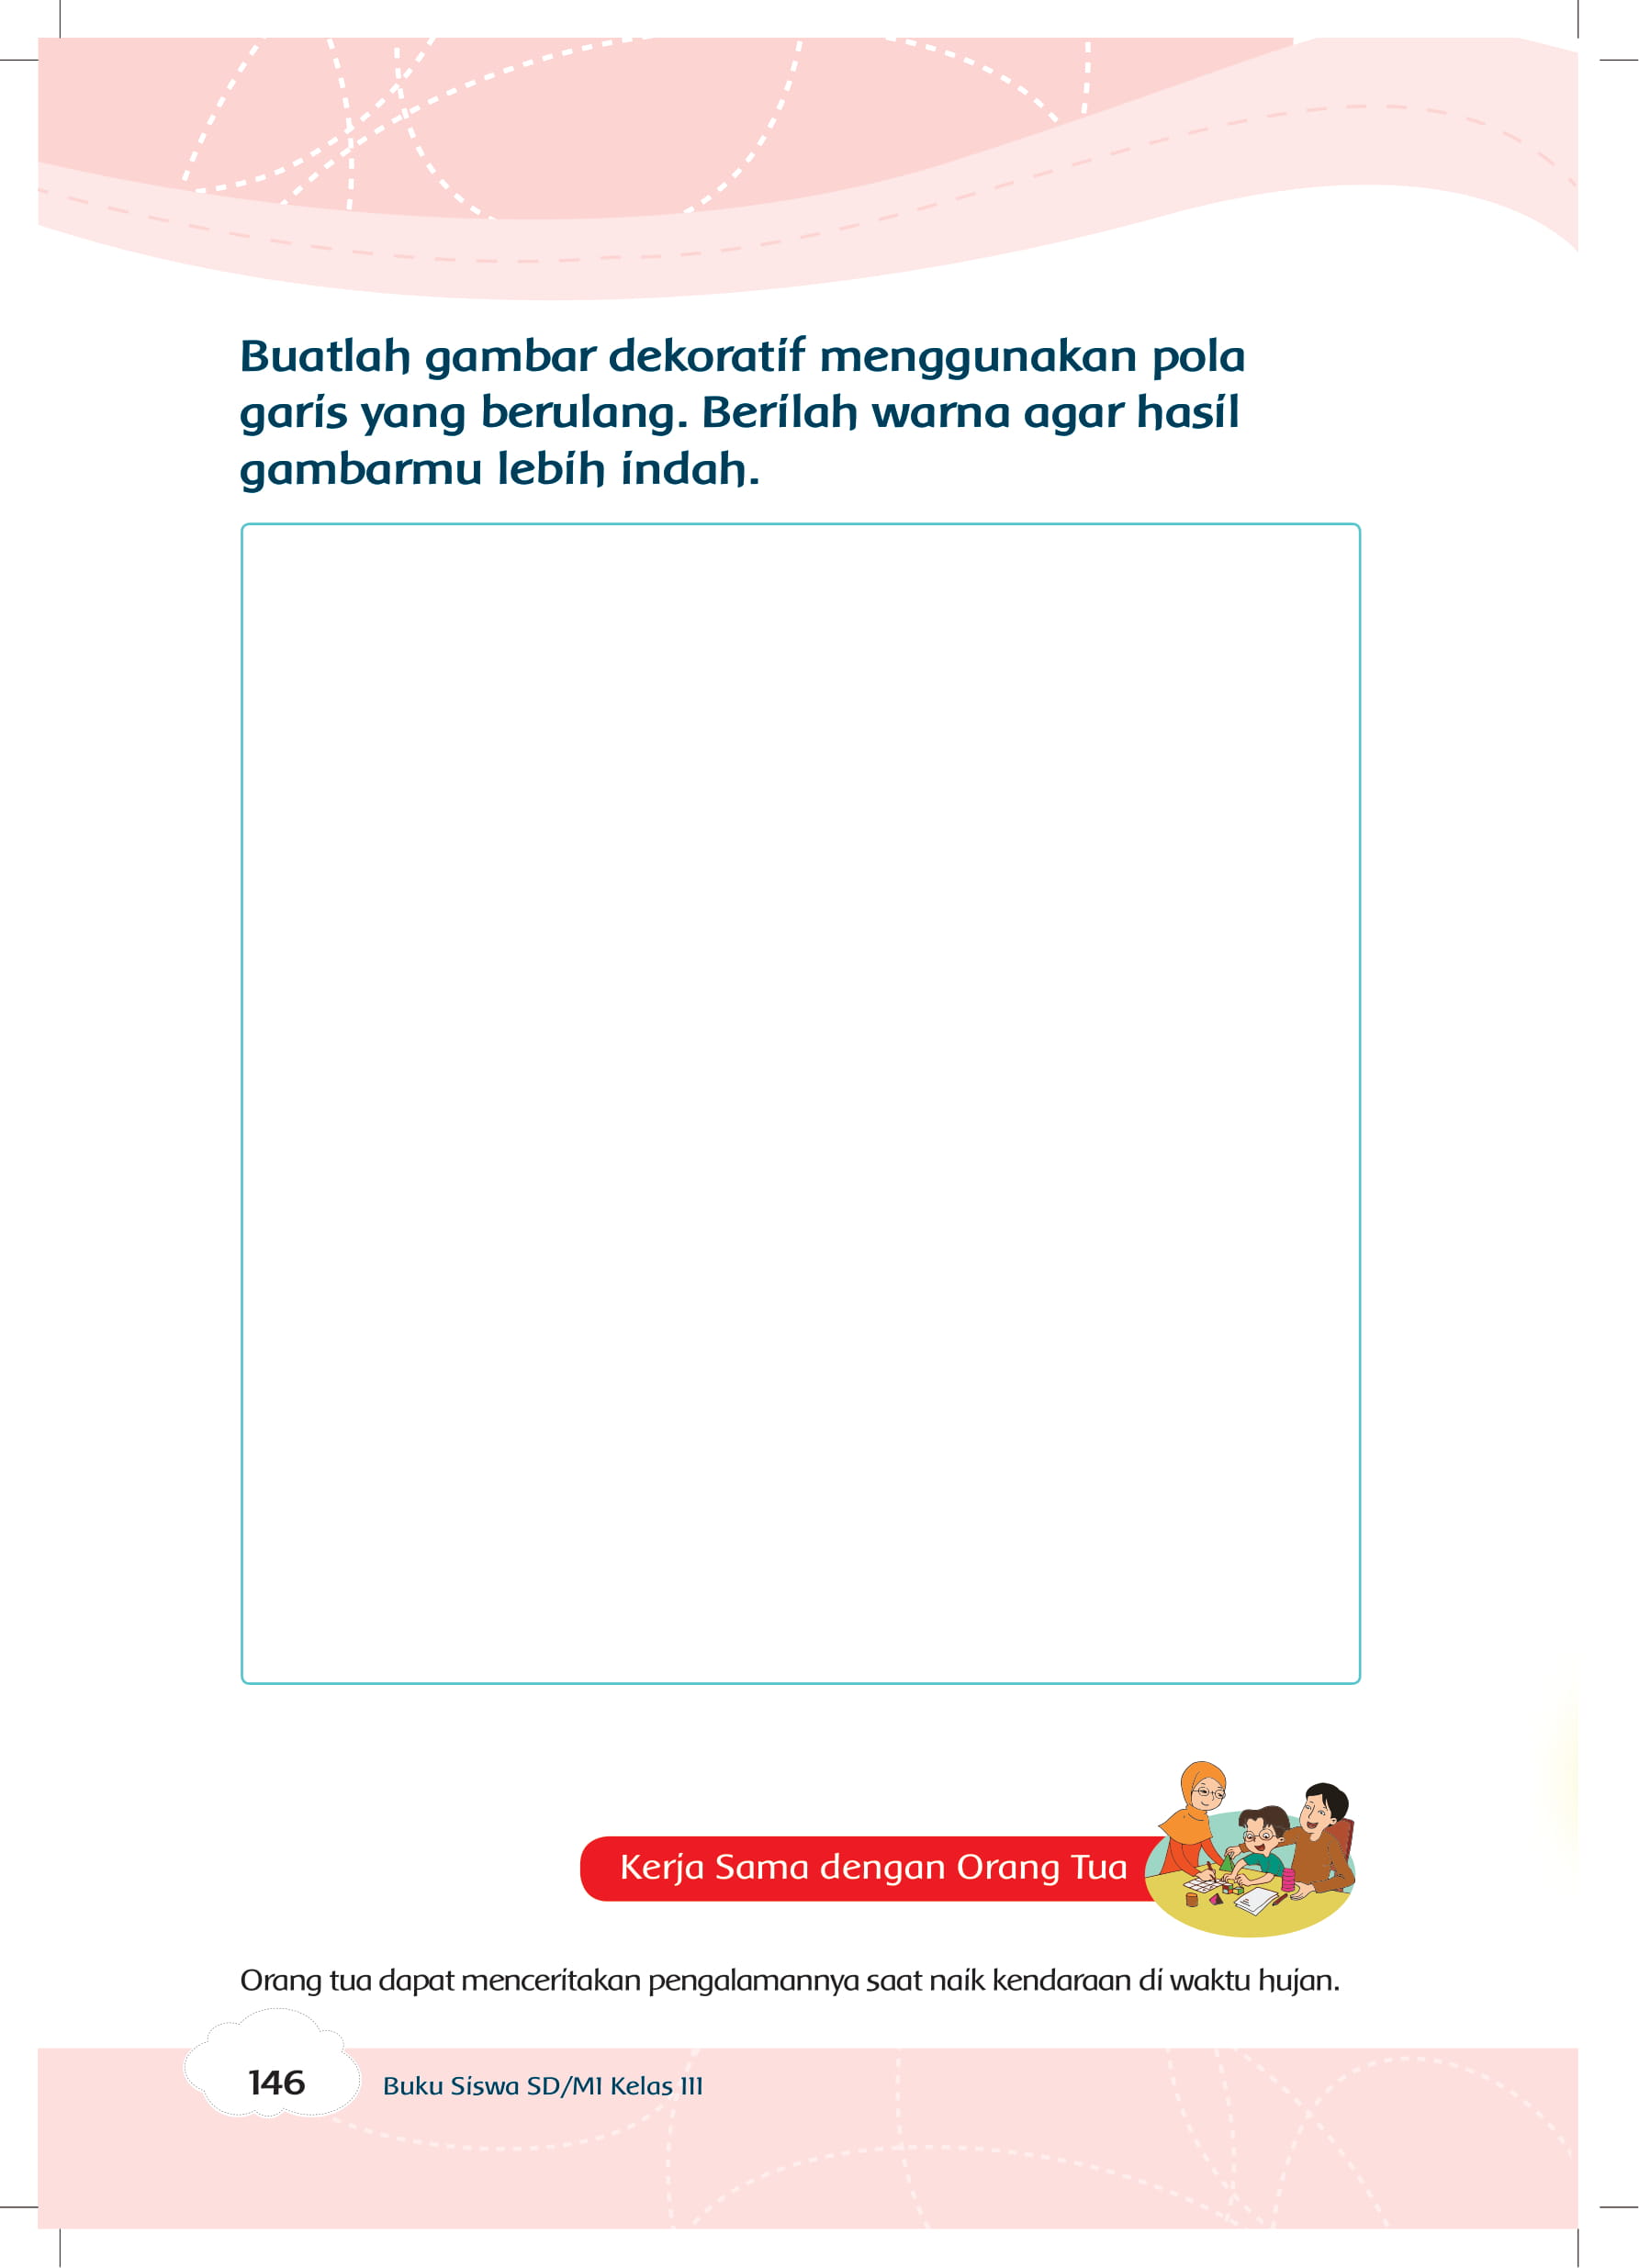 Buatlah gambar dekoratif menggunakan pola
garis yang berulang. Berilah warna agar hasil
gambarmu lebih indah.
Kerja Sama dengan Orang Tua
Orang tua dapat menceritakan pengalamannya saat naik kendaraan di waktu hujan.
146
Buku Siswa SD/MI Kelas III